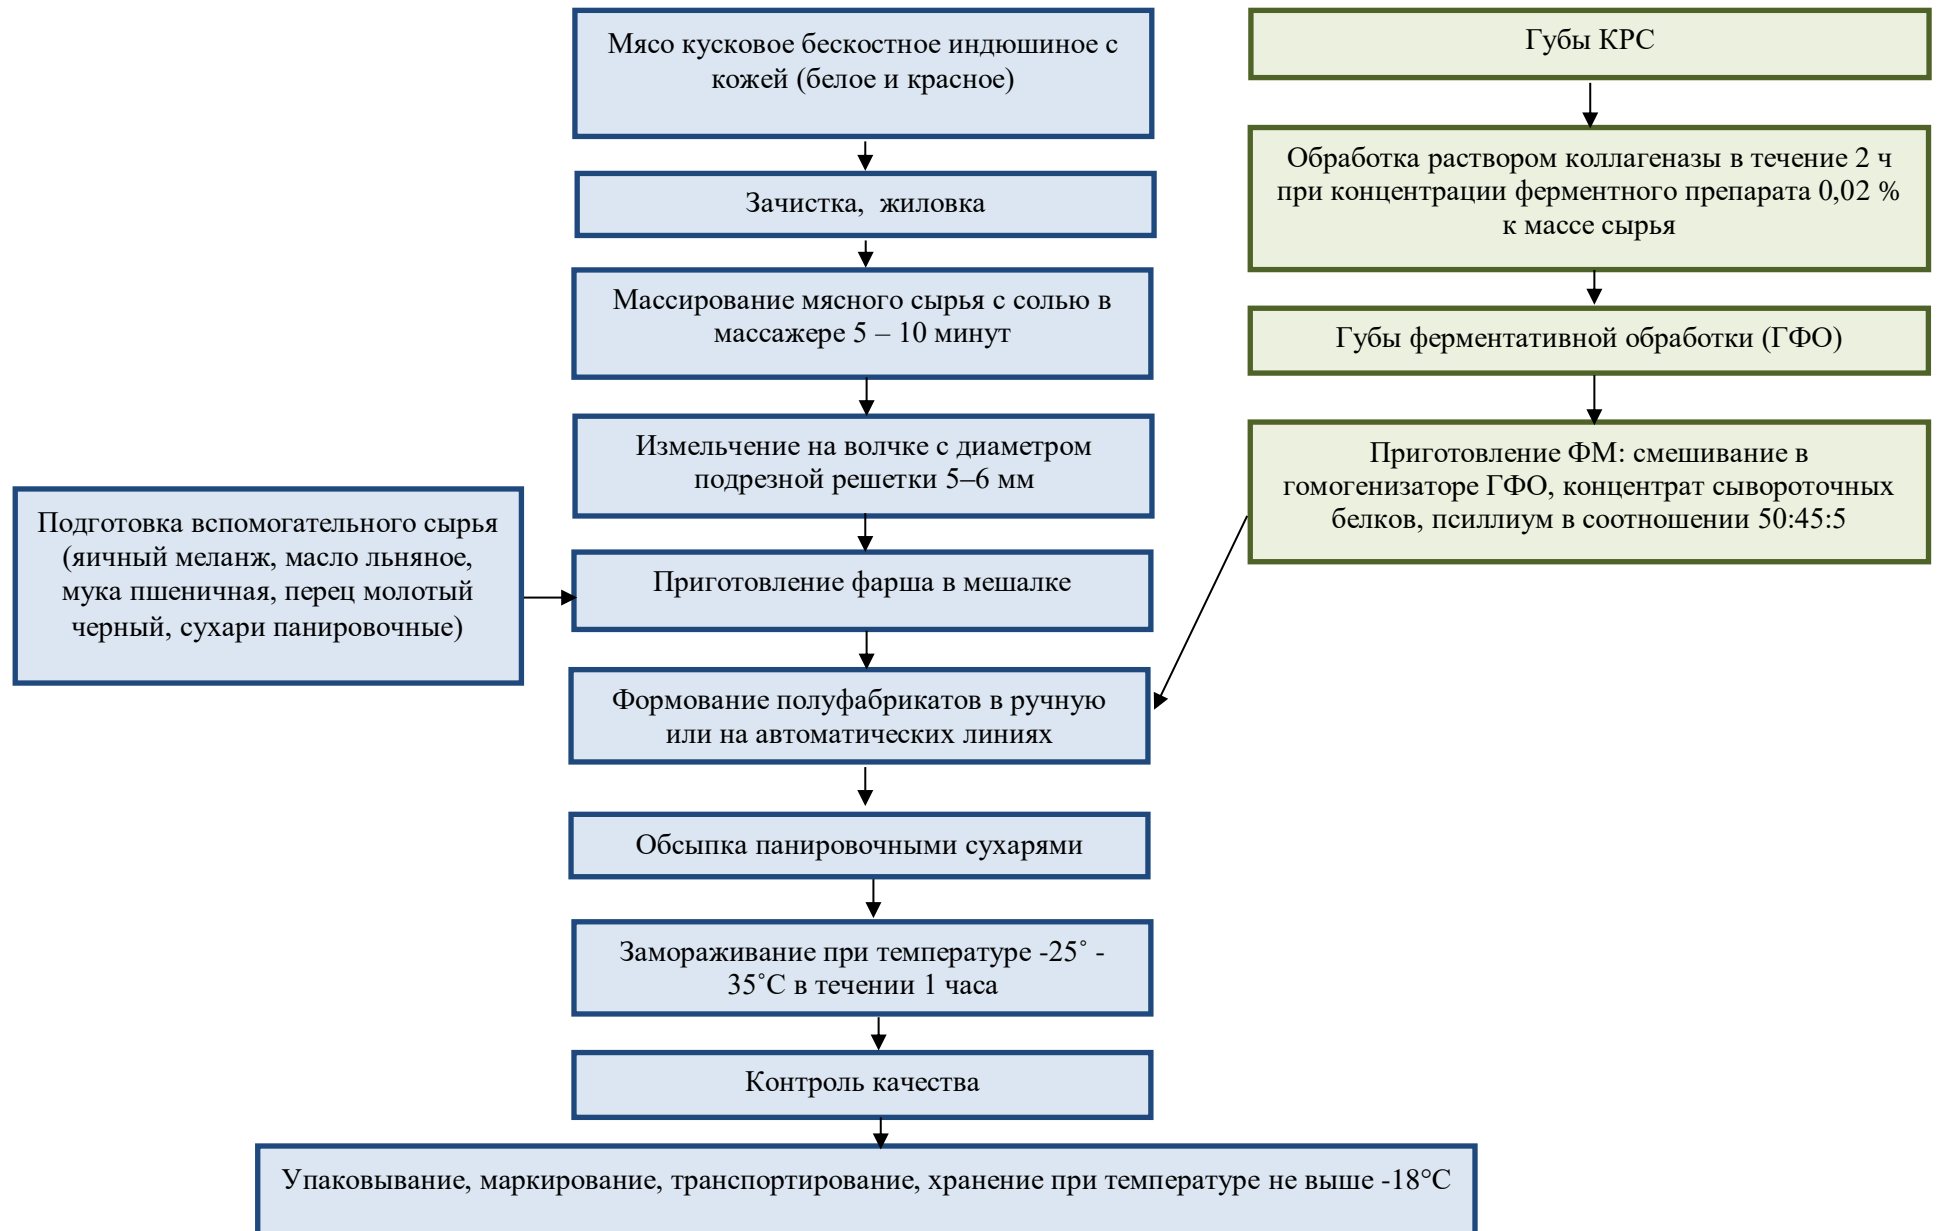 Мясо кусковое бескостное индюшиное с
кожей (белое и красное)
Зачистка, жиловка
Массирование мясного сырья с солью в
массажере 5 – 10 минут
Измельчение на волчке с диаметром
подрезной решетки 5–6 мм
Подготовка вспомогательного сырья
(яичный меланж, масло льняное,
мука пшеничная, перец молотый
черный, сухари панировочные)
Приготовление фарша в мешалке
Формование полуфабрикатов в ручную
или на автоматических линиях
Обсыпка панировочными сухарями
Замораживание при температуре -25˚ -
35˚С в течении 1 часа
Контроль качества
Упаковывание, маркирование, транспортирование, хранение при температуре не выше -18°С
Губы КРС
Обработка раствором коллагеназы в течение 2 ч
при концентрации ферментного препарата 0,02 %
к массе сырья
Губы ферментативной обработки (ГФО)
Приготовление ФМ: смешивание в
гомогенизаторе ГФО, концентрат сывороточных
белков, псиллиум в соотношении 50:45:5